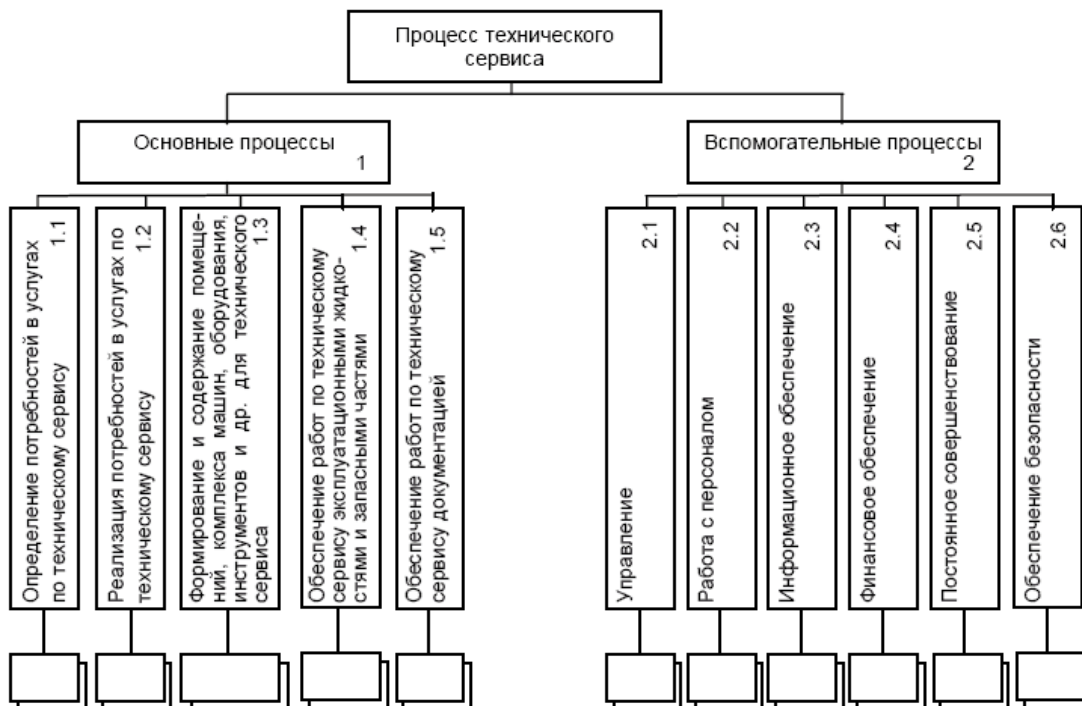 Процесс технического
сервиса
Основные процессы
1
Вспомогательные процессы
2
Определение потребностей в услугах
по техническому сервису
1.1
Реализация потребностей в услугах по
техническому сервису
1.2
Формирование и содержание помеще-
ний, комплекса машин, оборудования,
инструментов и др. для технического
сервиса
1.3
Обеспечение работ по техническому
сервису эксплуатационными жидко-
стями и запасными частями
1.4
Обеспечение работ по техническому
сервису документацией
1.5
Управление
2.1
Работа с персоналом
2.2
Информационное обеспечение
2.3
Финансовое обеспечение
2.4
Постоянное совершенствование
2.5
Обеспечение безопасности
2.6